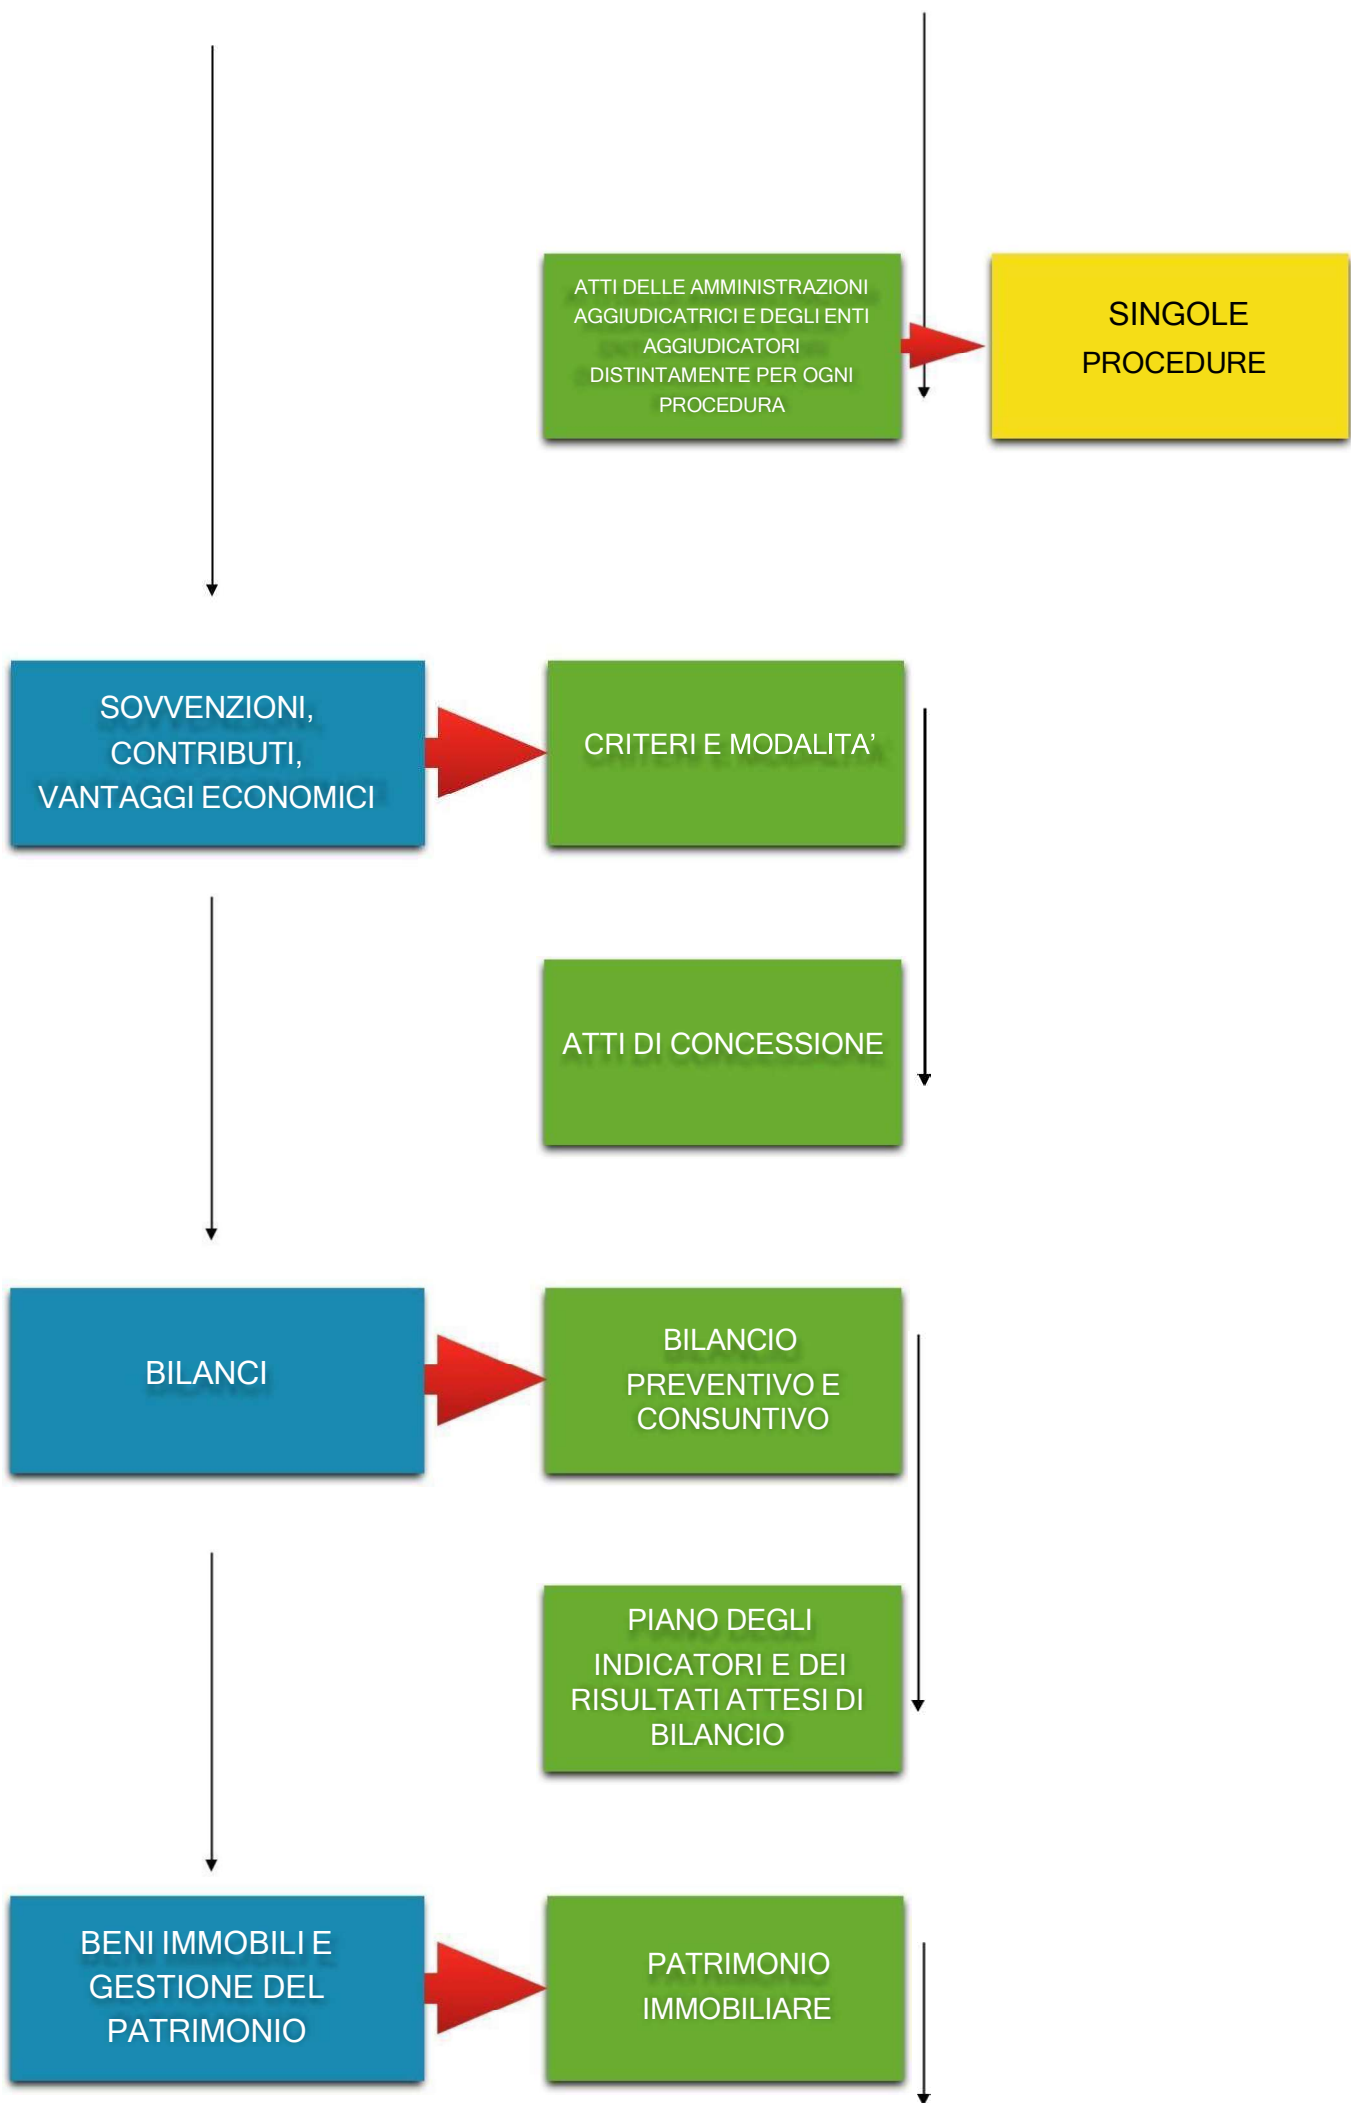 ATTI DELLE AMMINISTRAZIONI
AGGIUDICATRICI E DEGLI ENTI
AGGIUDICATORI
DISTINTAMENTE PER OGNI
PROCEDURA
SINGOLE
PROCEDURE
SOVVENZIONI,
CONTRIBUTI,
VANTAGGI ECONOMICI
CRITERI E MODALITA’
ATTI DI CONCESSIONE
BILANCI
BILANCIO
PREVENTIVO E
CONSUNTIVO
PIANO DEGLI
INDICATORI E DEI
RISULTATI ATTESI DI
BILANCIO
BENI IMMOBILI E
GESTIONE DEL
PATRIMONIO
PATRIMONIO
IMMOBILIARE